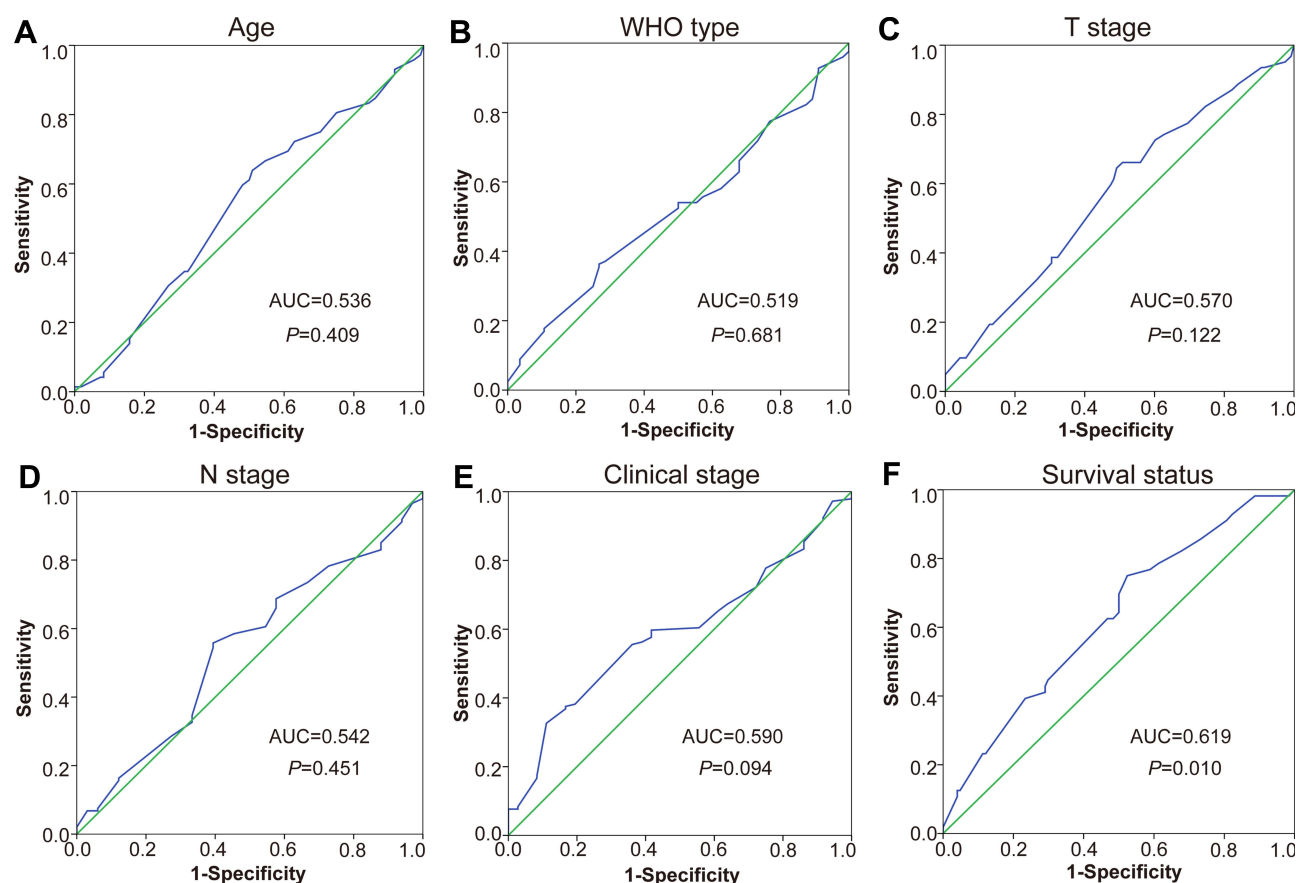 A
Age
1.0
0.8
0.6
0.4
0.2
0.0
Sensitivity
AUC=0.536
P=0.409
0.0 0.2 0.4 0.6 0.8 1.0
1-Specificity
B
WHO type
1.0
0.8
0.6
0.4
0.2
0.0
Sensitivity
AUC=0.519
P=0.681
0.0 0.2 0.4 0.6 0.8 1.0
1-Specificity
C
T stage
1.0
0.8
0.6
0.4
0.2
0.0
Sensitivity
AUC=0.570
P=0.122
0.0 0.2 0.4 0.6 0.8 1.0
1-Specificity
D
N stage
1.0
0.8
0.6
0.4
0.2
0.0
Sensitivity
AUC=0.542
P=0.451
0.0 0.2 0.4 0.6 0.8 1.0
1-Specificity
E
Clinical stage
1.0
0.8
0.6
0.4
0.2
0.0
Sensitivity
AUC=0.590
P=0.094
0.0 0.2 0.4 0.6 0.8 1.0
1-Specificity
F
Survival status
1.0
0.8
0.6
0.4
0.2
0.0
Sensitivity
AUC=0.619
P=0.010
0.0 0.2 0.4 0.6 0.8 1.0
1-Specificity